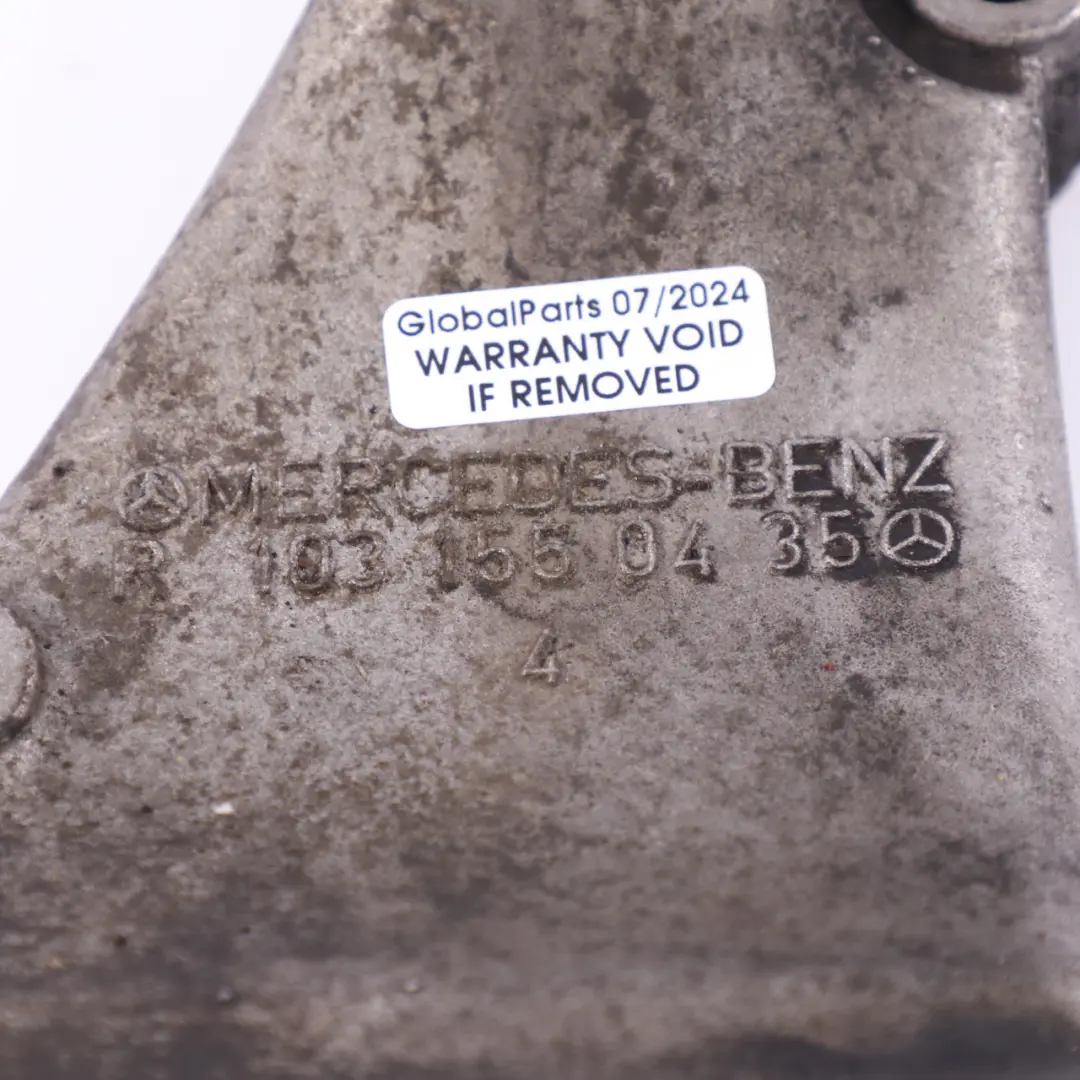 GlobalParts 07/2024
WARRANTY VOID
IF REMOVED
MERCEDES-BENZ
R 103 155 04 35
4